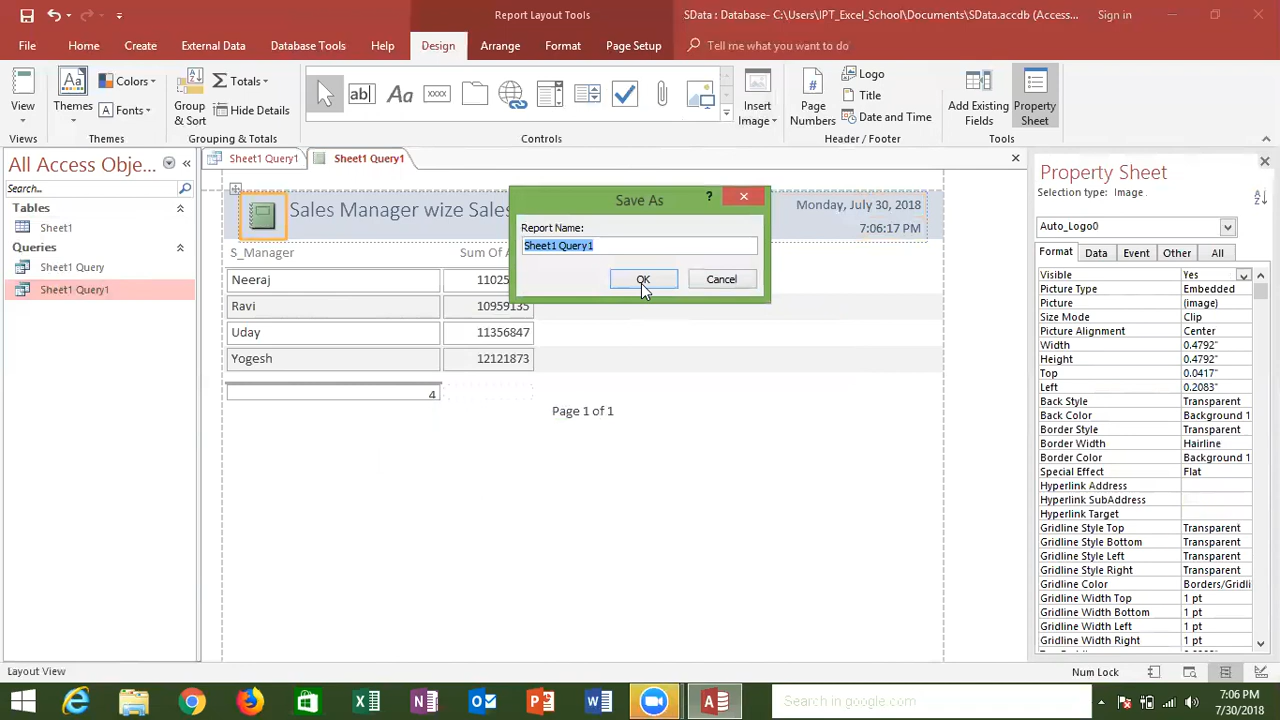 Report Layout Tools
SData : Database- C:\Users\IPT_Excel_School\Documents\SData.accdb (Access...
Sign in
File Home Create External Data Database Tools Help Design Arrange Format Page Setup Tell me what you want to do
View
Themes
Colors
Fonts
Group & Sort
Totals
Hide Details
ab|
Aa
xxxx
Insert Image
Page Numbers
Logo
Title
Date and Time
Add Existing Fields
Property Sheet
Views Themes Grouping & Totals Controls Header / Footer Tools
All Access Obje...
Search...
Tables
Sheet1
Queries
Sheet1 Query
Sheet1 Query1
Sheet1 Query1 Sheet1 Query1
Sales Manager wize Sales
Monday, July 30, 2018
7:06:17 PM
S_Manager Sum Of A
Neeraj 11025
Ravi 10959135
Uday 11356847
Yogesh 12121873
4
Page 1 of 1
Save As
?
Report Name:
Sheet1 Query1
OK Cancel
Property Sheet
Selection type: Image
Auto_Logo0
Format Data Event Other All
Visible Yes
Picture Type Embedded
Picture (image)
Size Mode Clip
Picture Alignment Center
Width 0.4792"
Height 0.4792"
Top 0.0417"
Left 0.2083"
Back Style Transparent
Back Color Background 1
Border Style Transparent
Border Width Hairline
Border Color Background 1
Special Effect Flat
Hyperlink Address
Hyperlink SubAddress
Hyperlink Target
Gridline Style Top Transparent
Gridline Style Bottom Transparent
Gridline Style Left Transparent
Gridline Style Right Transparent
Gridline Color Borders/Gridli
Gridline Width Top 1 pt
Gridline Width Bottom 1 pt
Gridline Width Left 1 pt
Gridline Width Right 1 pt
Layout View
Num Lock
Search in google.com
7:06 PM
7/30/2018